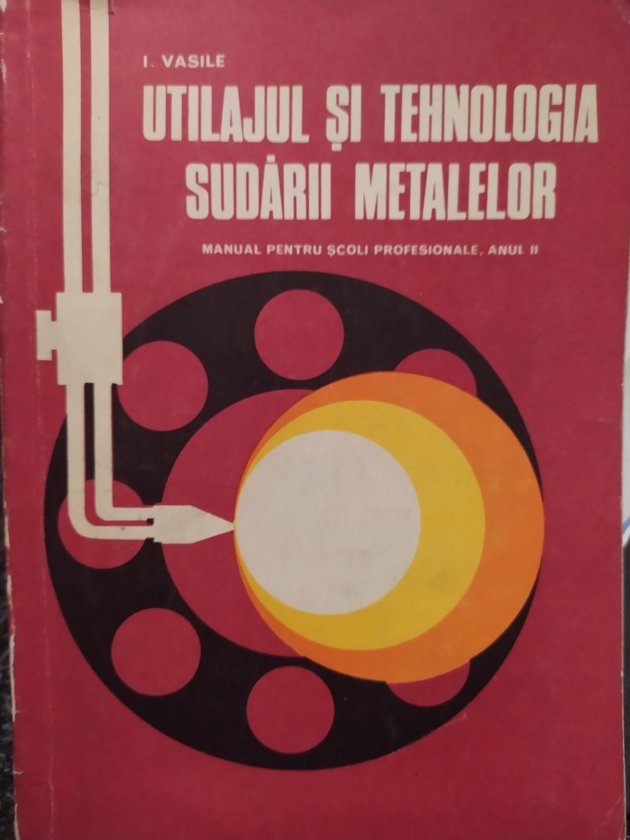 I. VASILE
UTILAJUL ȘI TEHNOLOGIA
SUDĂRII METALELOR
MANUAL PENTRU ȘCOLI PROFESIONALE, ANUL II